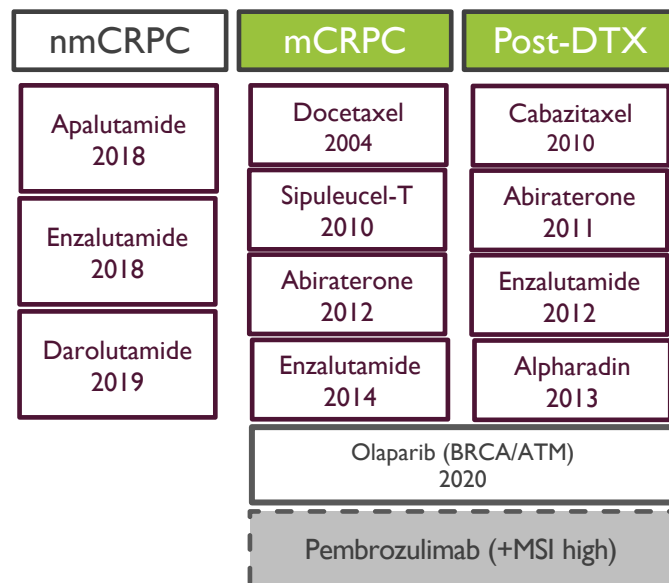 nmCRPC
mCRPC
Post-DTX
Apalutamide
2018
Enzalutamide
2018
Darolutamide
2019
Docetaxel
2004
Sipuleucel-T
2010
Abiraterone
2012
Enzalutamide
2014
Cabazitaxel
2010
Abiraterone
2011
Enzalutamide
2012
Alpharadin
2013
Olaparib (BRCA/ATM)
2020
Pembrozulimab (+MSI high)